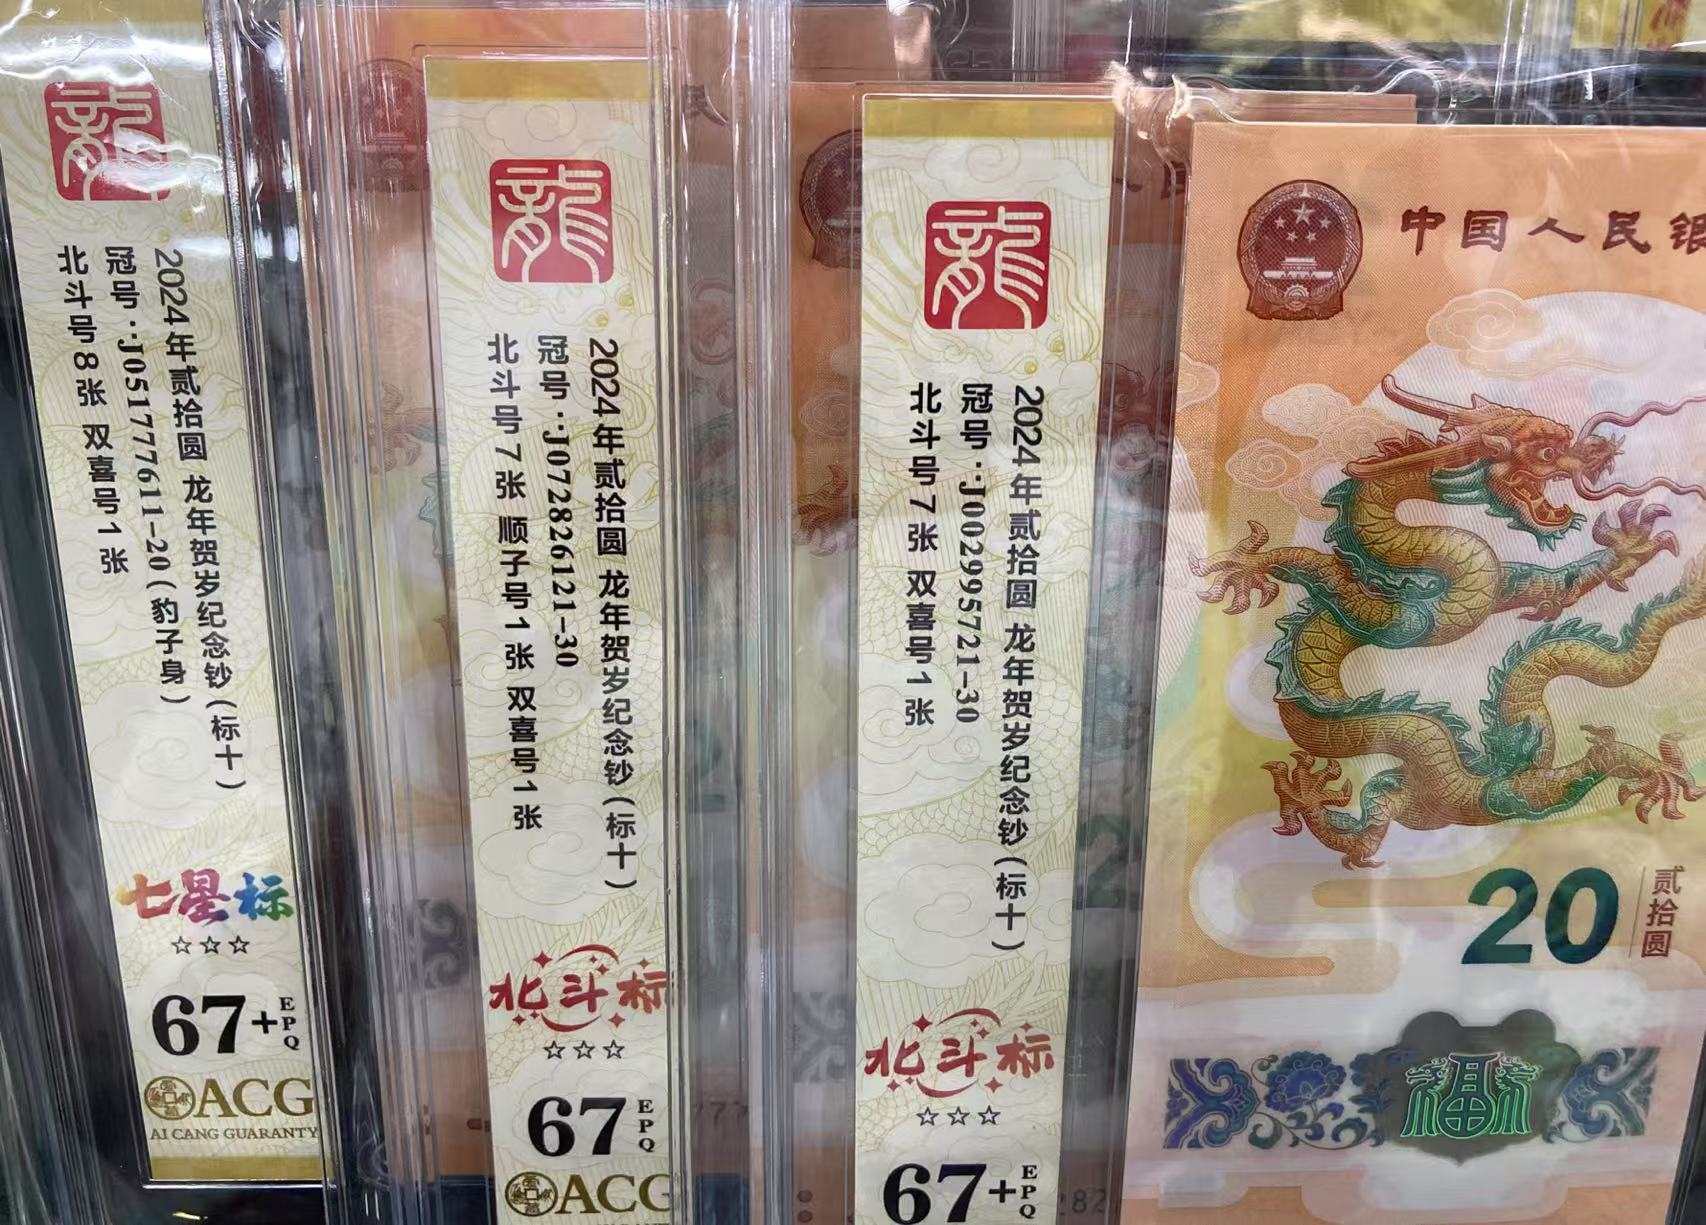 龍
2024年贰拾圆 龙年贺岁纪念钞(标十)
冠号:J0517777611-20(豹子身)
北斗号8张 双喜号1张
七星标
☆☆☆
67+EPQ
ACG
AI CANG GUARANTY
龍
2024年贰拾圆 龙年贺岁纪念钞(标十)
冠号:J072826121-30
北斗号7张 顺子号1张 双喜号1张
北斗标
☆☆☆
67EPQ
ACG
龍
2024年贰拾圆 龙年贺岁纪念钞(标十)
冠号:J002995721-30
北斗号7张 双喜号1张
北斗标
☆☆☆
67+EPQ
中国人民银
20
贰拾圆
福